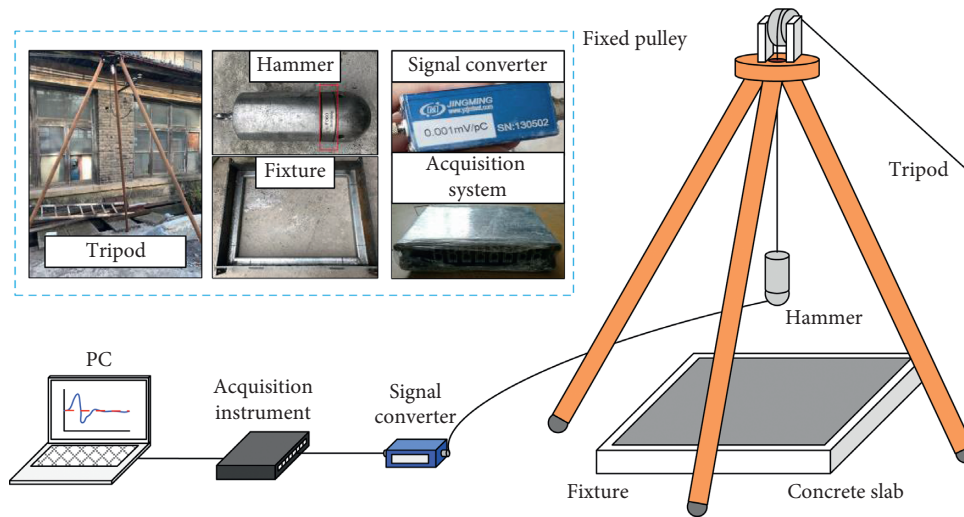 Fixed pulley
Hammer
Signal converter
JINGMING
0.001mV/pC
SN:130502
Fixture
Acquisition
system
Tripod
Tripod
Hammer
PC
Acquisition
instrument
Signal
converter
Fixture
Concrete slab